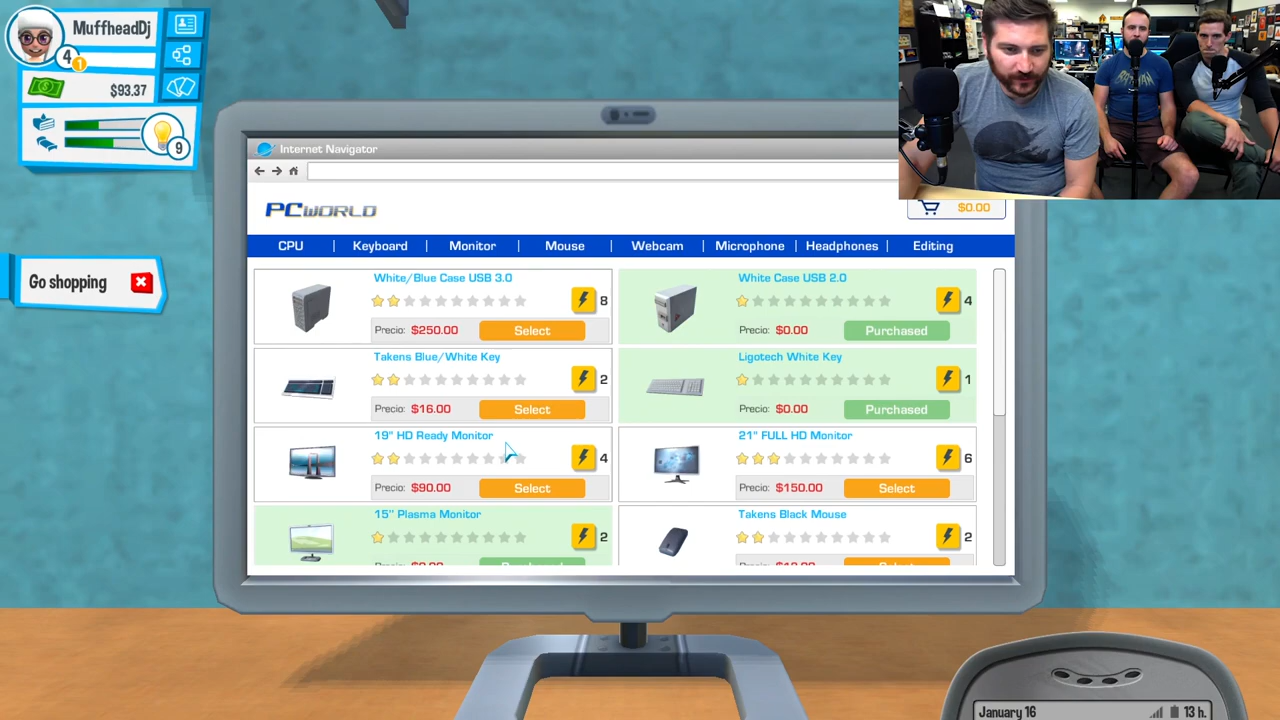 MuffheadDj
4
1
$93.37
9
Go shopping
Internet Navigator
PCWORLD
$0.00
CPU | Keyboard | Monitor | Mouse | Webcam | Microphone | Headphones | Editing
White/Blue Case USB 3.0
8
Precio: $250.00 Select
White Case USB 2.0
4
Precio: $0.00 Purchased
Takens Blue/White Key
2
Precio: $16.00 Select
Ligotech White Key
1
Precio: $0.00 Purchased
19" HD Ready Monitor
4
Precio: $90.00 Select
21" FULL HD Monitor
6
Precio: $150.00 Select
15" Plasma Monitor
2
Takens Black Mouse
2
January 16 13 h.